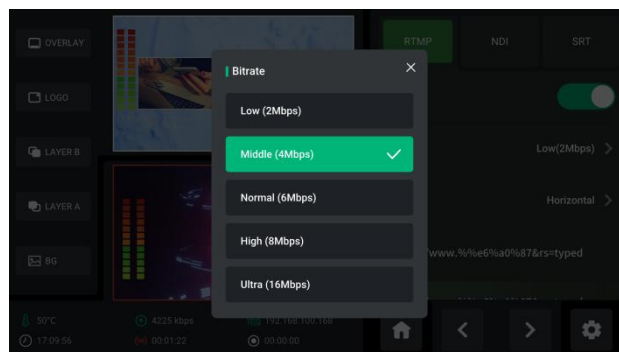 OVERLAY
LOGO
LAYER B
LAYER A
BG
RTMP
NDI
SRT
Bitrate
Low (2Mbps)
Middle (4Mbps)
Normal (6Mbps)
High (8Mbps)
Ultra (16Mbps)
Low(2Mbps)
Horizontal
www.%%e6%a0%87&rs=typed
50°C
4225 kbps
192.168.100.168
17:09:56
00:01:22
00:00:00